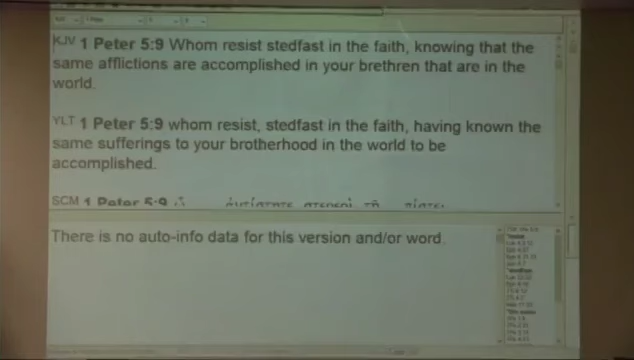 KJV 1 Peter 5:9 Whom resist stedfast in the faith, knowing that the
same afflictions are accomplished in your brethren that are in the
world.
YLT 1 Peter 5:9 whom resist, stedfast in the faith, having known the
same sufferings to your brotherhood in the world to be
accomplished.
SCM 1 Peter 5:9
There is no auto-info data for this version and/or word.